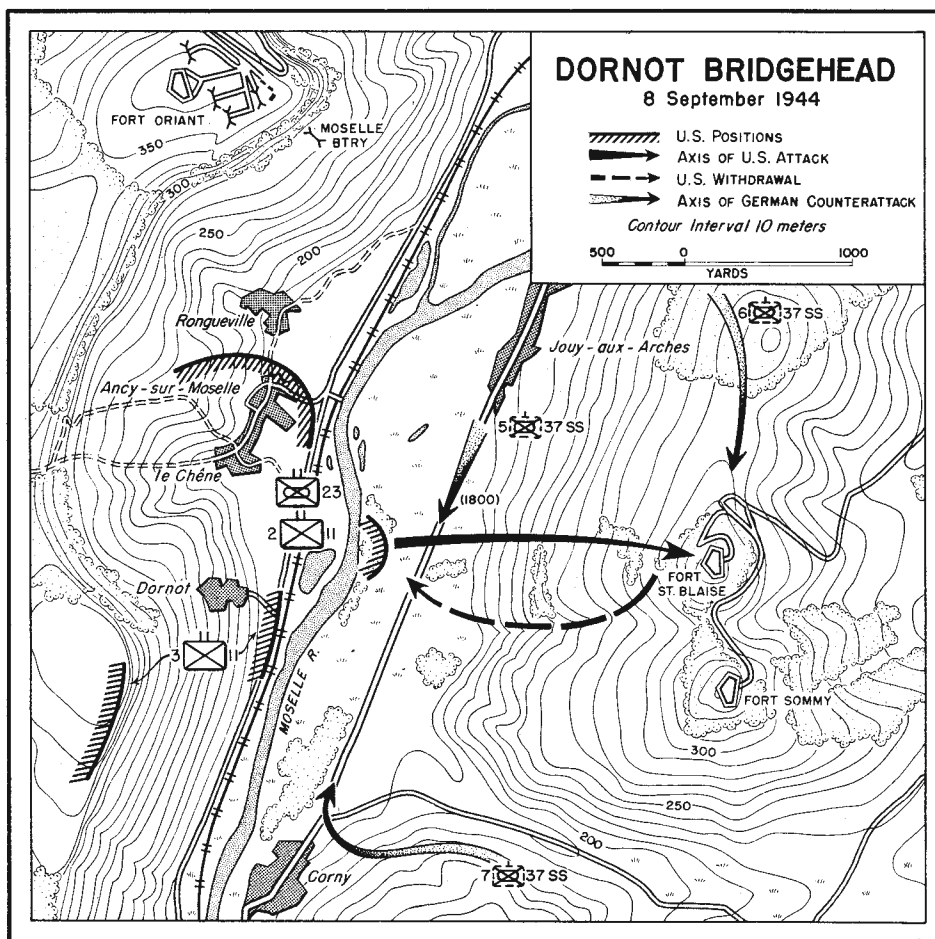 DORNOT BRIDGEHEAD
8 September 1944
U.S. POSITIONS
AXIS OF U.S. ATTACK
U.S. WITHDRAWAL
AXIS OF GERMAN COUNTERATTACK
Contour Interval 10 meters
500 0 1000
YARDS
FORT ORIANT
350
MOSELLE
BTRY
300
250
200
Rongueville
6 37 SS
Jouy-aux-Arches
Ancy-sur-Moselle
5 37 SS
le Chêne
23
(1800)
2 11
FORT
ST. BLAISE
Dornot
3 11
MOSELLE R.
FORT SOMMY
300
250
200
Corny
7 37 SS